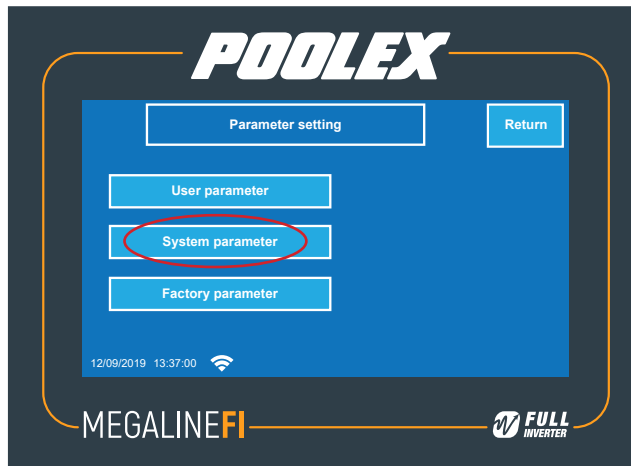 POOLEX
Parameter setting
Return
User parameter
System parameter
Factory parameter
12/09/2019 13:37:00
MEGALINEFI
FULL
INVERTER